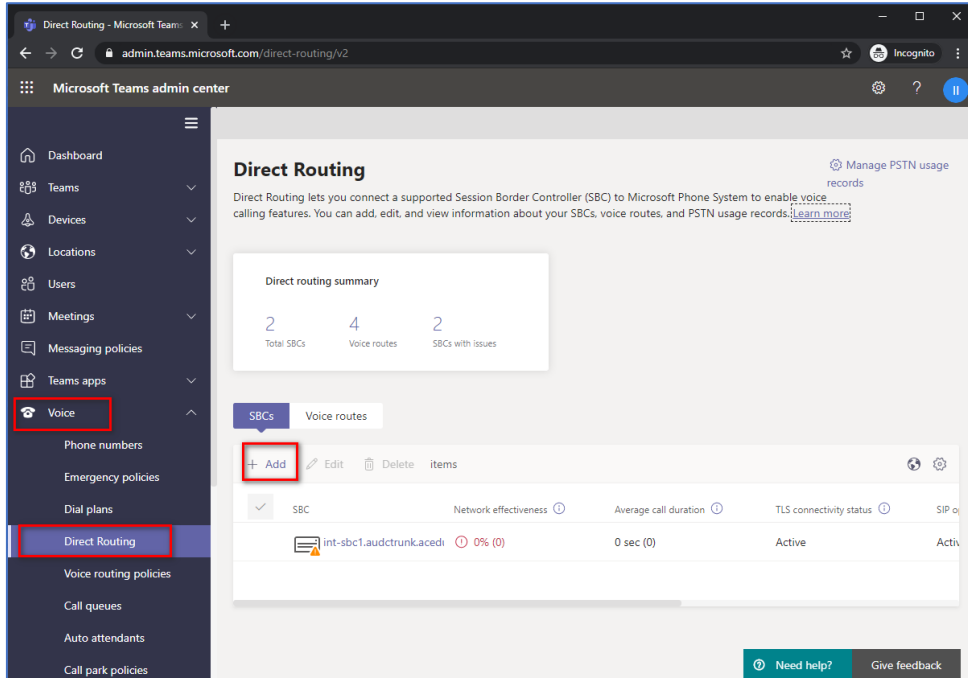 Direct Routing - Microsoft Teams
admin.teams.microsoft.com/direct-routing/v2
Incognito
Microsoft Teams admin center
?
II
Dashboard
Teams
Devices
Locations
Users
Meetings
Messaging policies
Teams apps
Voice
Phone numbers
Emergency policies
Dial plans
Direct Routing
Voice routing policies
Call queues
Auto attendants
Call park policies
Direct Routing
Manage PSTN usage
records
Direct Routing lets you connect a supported Session Border Controller (SBC) to Microsoft Phone System to enable voice
calling features. You can add, edit, and view information about your SBCs, voice routes, and PSTN usage records. Learn more
Direct routing summary
2 4 2
Total SBCs Voice routes SBCs with issues
SBCs Voice routes
+ Add Edit Delete items
SBC Network effectiveness Average call duration TLS connectivity status SIP
int-sbc1.audctrunk.aced 0% (0) 0 sec (0) Active Activ
Need help? Give feedback